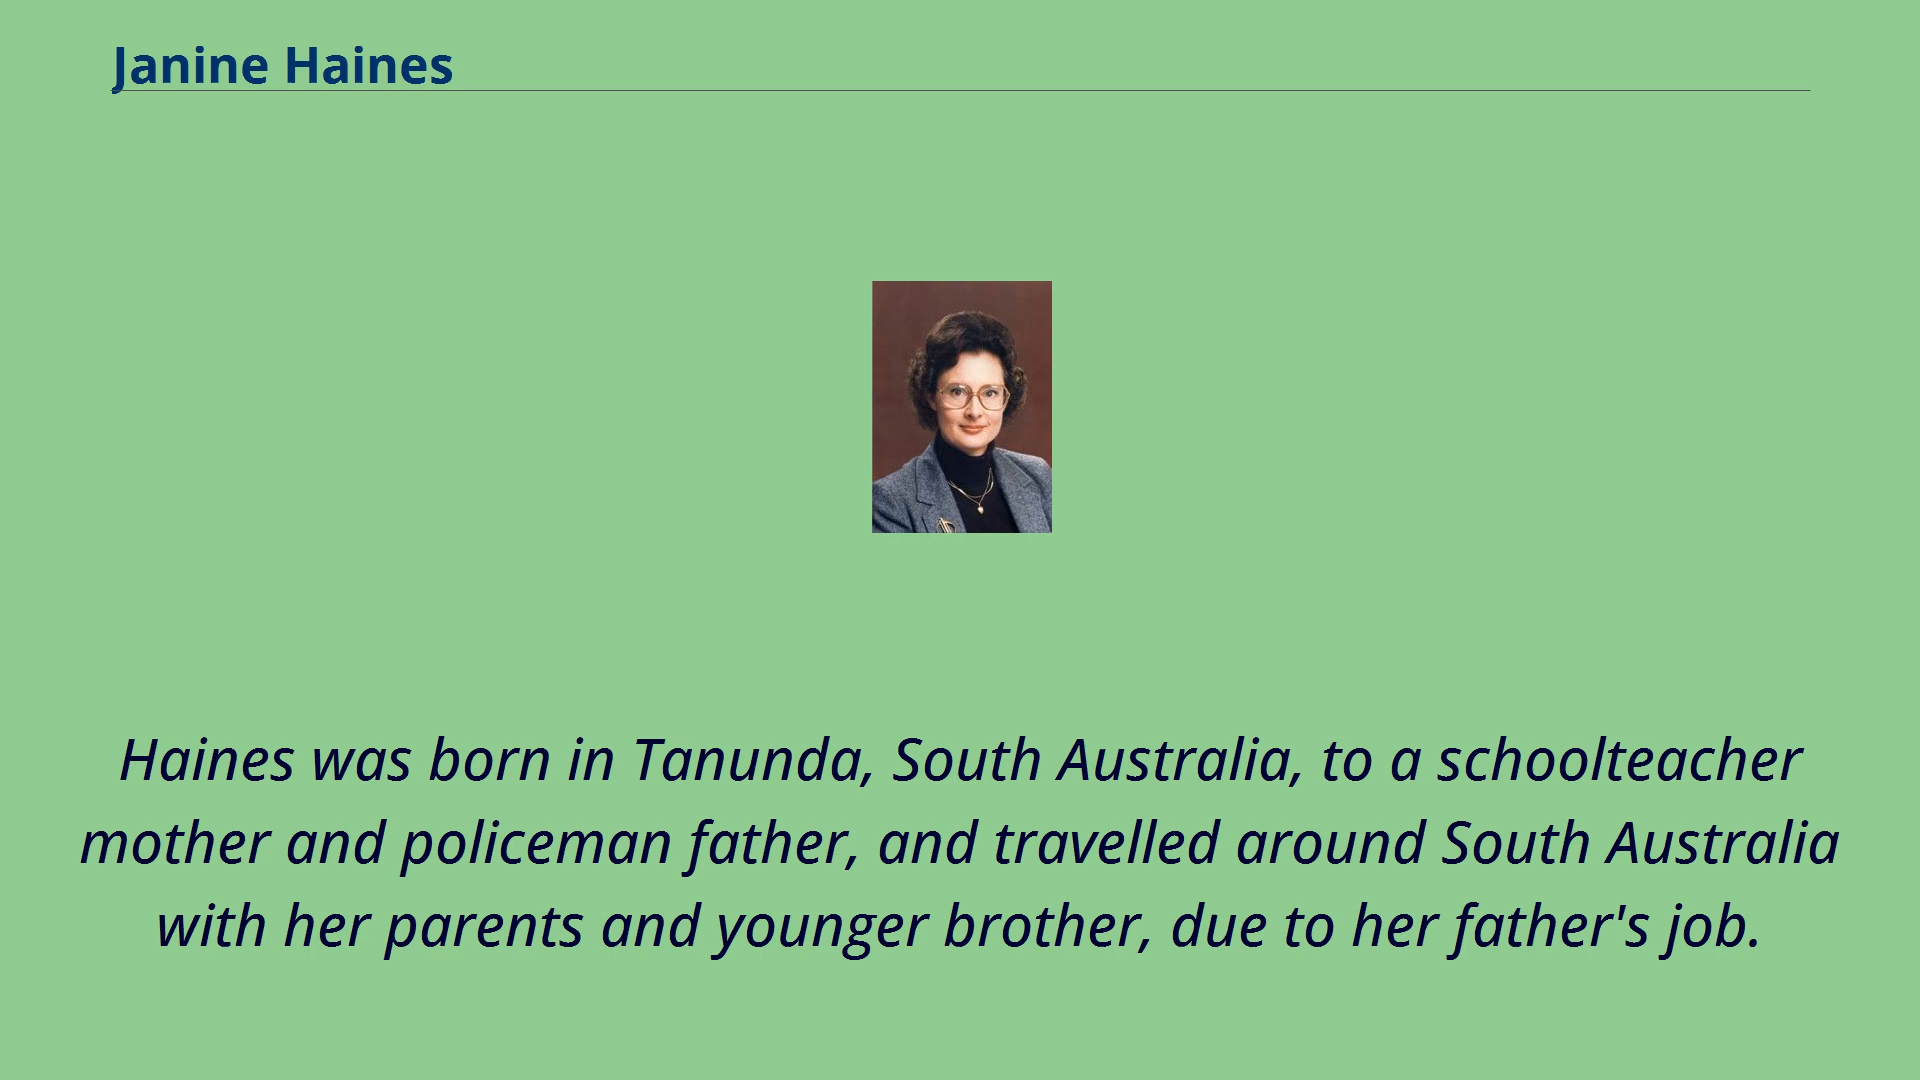 Janine Haines
Haines was born in Tanunda, South Australia, to a schoolteacher
mother and policeman father, and travelled around South Australia
with her parents and younger brother, due to her father's job.